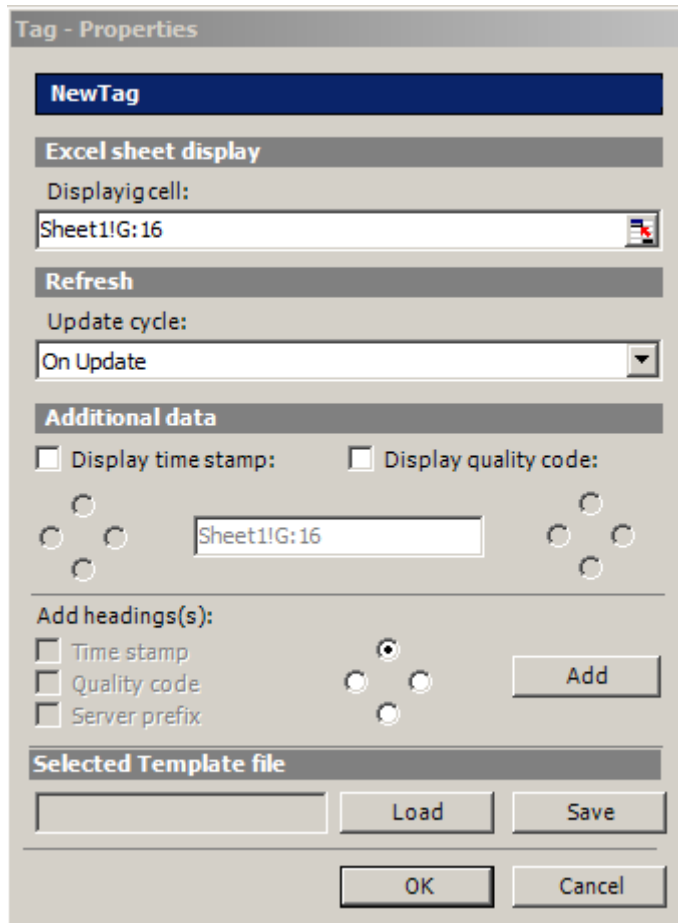 Tag - Properties
NewTag
Excel sheet display
Displayig cell:
Sheet1!G:16
Refresh
Update cycle:
On Update
Additional data
Display time stamp: Display quality code:
Sheet1!G:16
Add headings(s):
Time stamp
Quality code
Add
Server prefix
Selected Template file
Load Save
OK Cancel